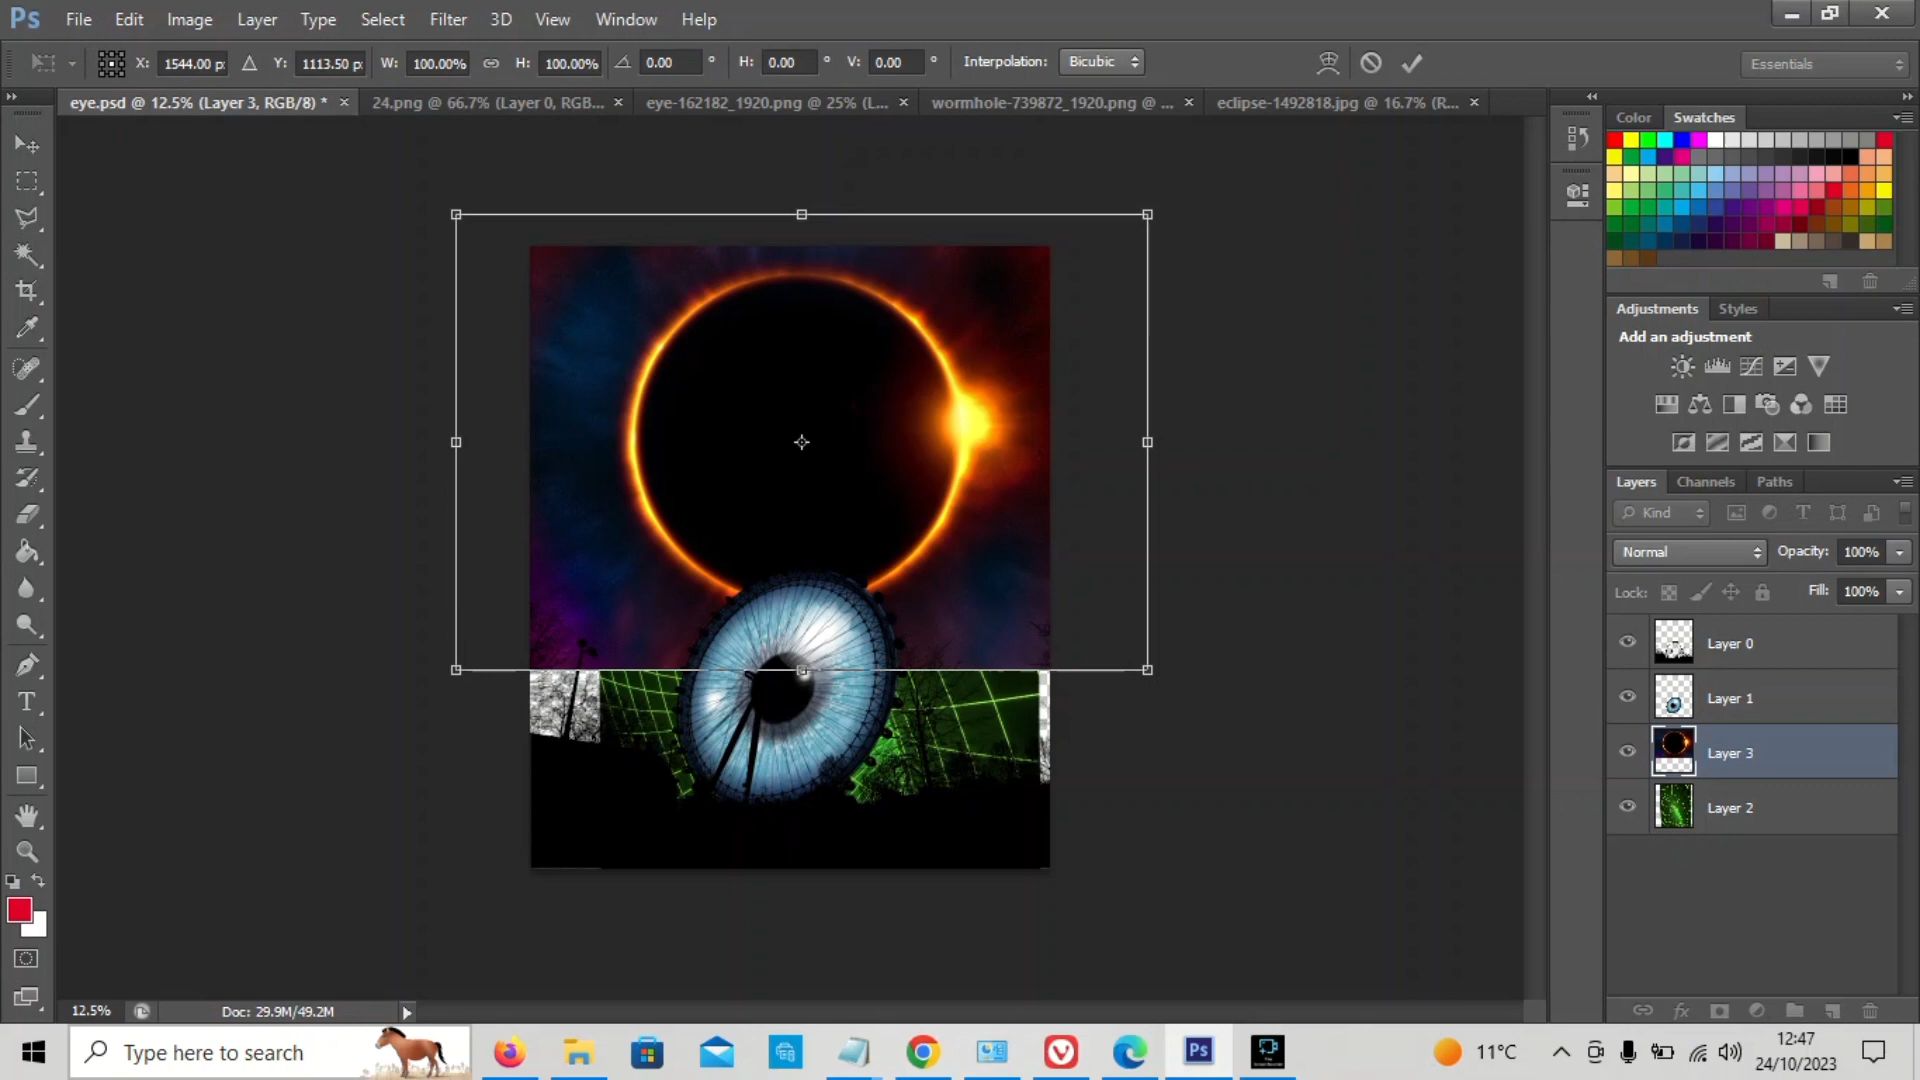 Ps File Edit Image Layer Type Select Filter 3D View Window Help
X: 1544.00 p Y: 1113.50 p W: 100.00% H: 100.00% 0.00 ° H: 0.00 ° V: 0.00 ° Interpolation: Bicubic Essentials
eye.psd @ 12.5% (Layer 3, RGB/8) * × 24.png @ 66.7% (Layer 0, RGB... × eye-162182_1920.png @ 25% (L... × wormhole-739872_1920.png @ ... × eclipse-1492818.jpg @ 16.7% (R... ×
Color Swatches
Adjustments Styles
Add an adjustment
Layers Channels Paths
Kind
Normal Opacity: 100%
Lock: Fill: 100%
Layer 0
Layer 1
Layer 3
Layer 2
12.5% Doc: 29.9M/49.2M
Type here to search Ps 11°C 12:47
24/10/2023